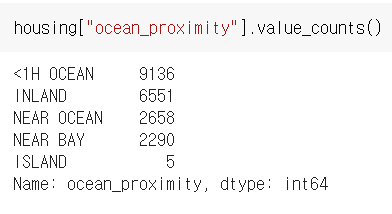 housing["ocean_proximity"].value_counts()
<1H OCEAN     9136
INLAND        6551
NEAR OCEAN    2658
NEAR BAY      2290
ISLAND           5
Name: ocean_proximity, dtype: int64